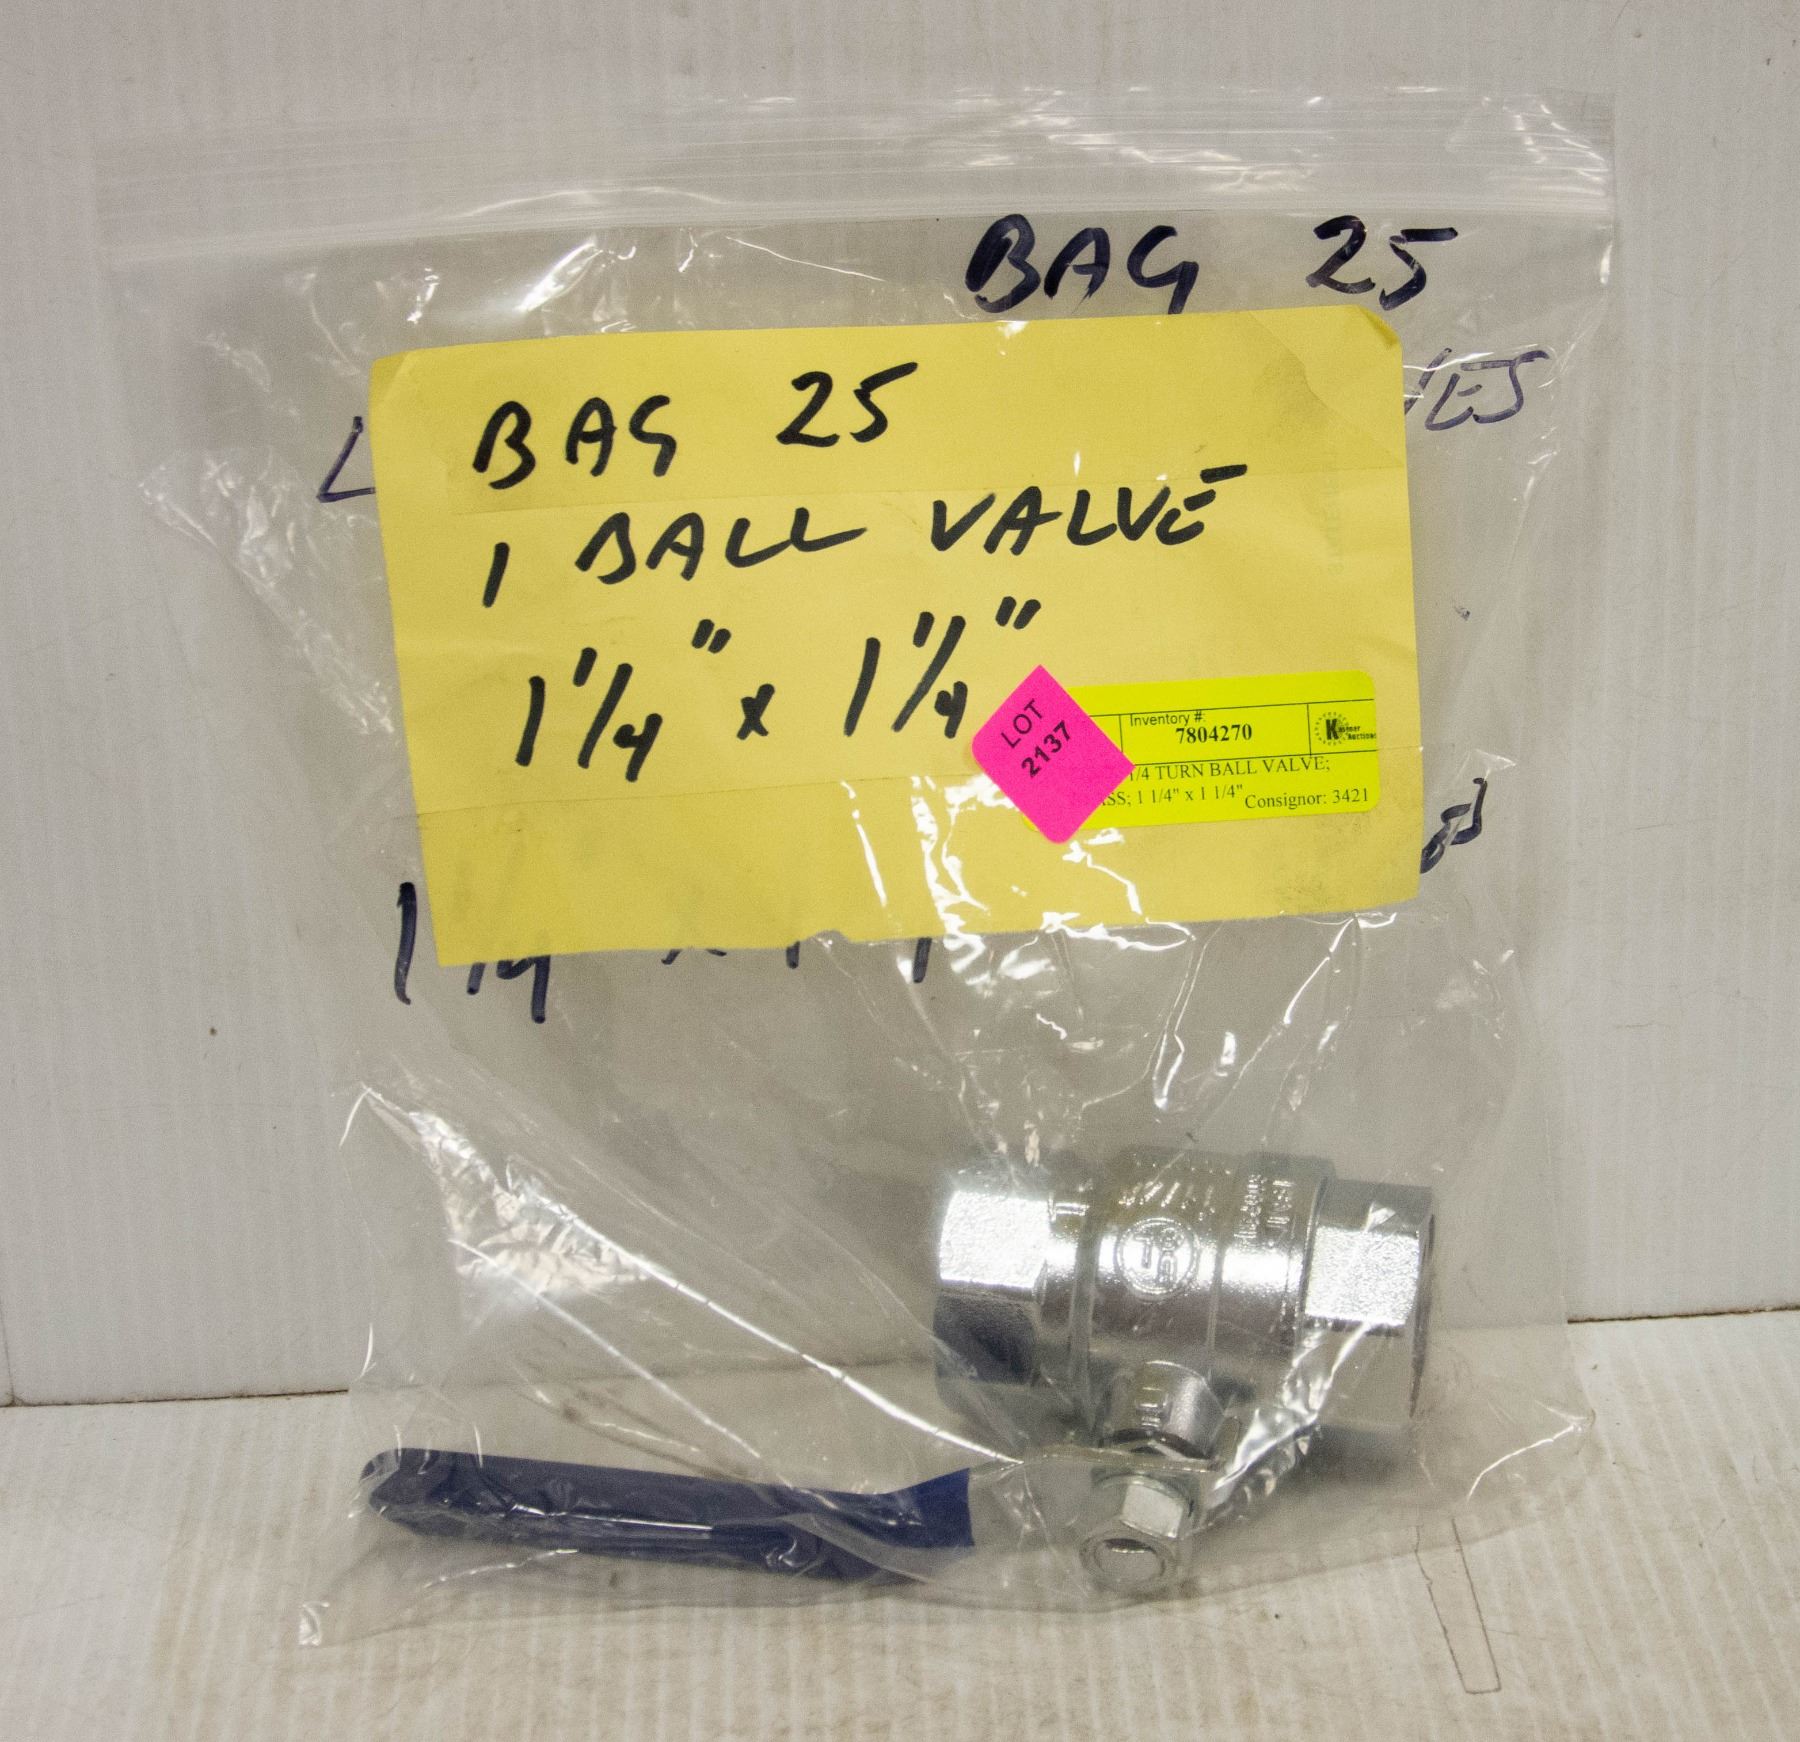 BAG 25
BAG 25
1 BALL VALVE
1 1/4" x 1 1/4"
LOT
2137
Inventory #:
7804270
1/4 TURN BALL VALVE;
1 1/4" x 1 1/4"
Consignor: 3421